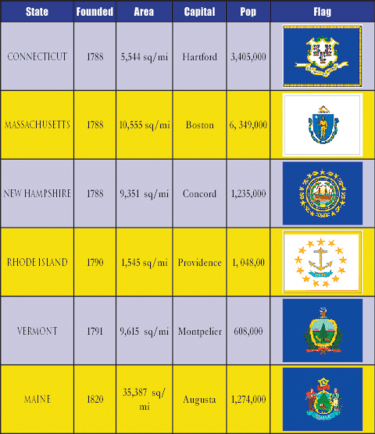 State Founded Area Capital Pop Flag
CONNECTICUT 1788 5,544 sq/mi Hartford 3,405,000
MASSACHUSETTS 1788 10,555 sq/mi Boston 6, 349,000
NEW HAMPSHIRE 1788 9,351 sq/mi Concord 1,235,000
RHODE ISLAND 1790 1,545 sq/mi Providence 1, 048,00
VERMONT 1791 9,615 sq/mi Montpelier 608,000
MAINE 1820 35,387 sq/ mi Augusta 1,274,000